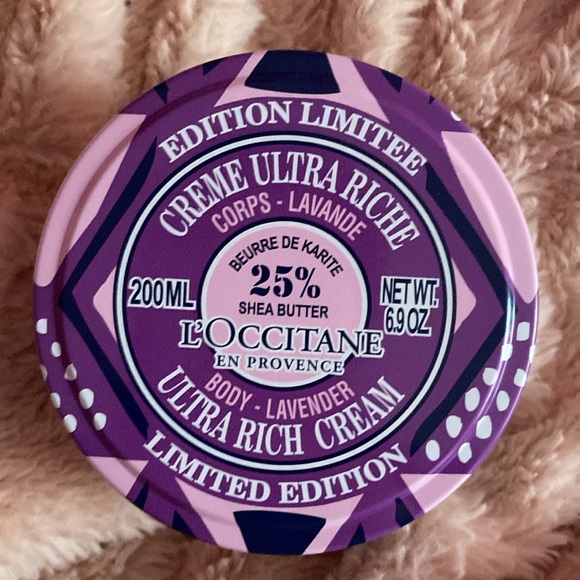 EDITION LIMITEE
CREME ULTRA RICHE
CORPS - LAVANDE
BEURRE DE KARITE
25%
SHEA BUTTER
200ML
NET WT.
6.9 OZ
L'OCCITANE
EN PROVENCE
BODY - LAVENDER
ULTRA RICH CREAM
LIMITED EDITION